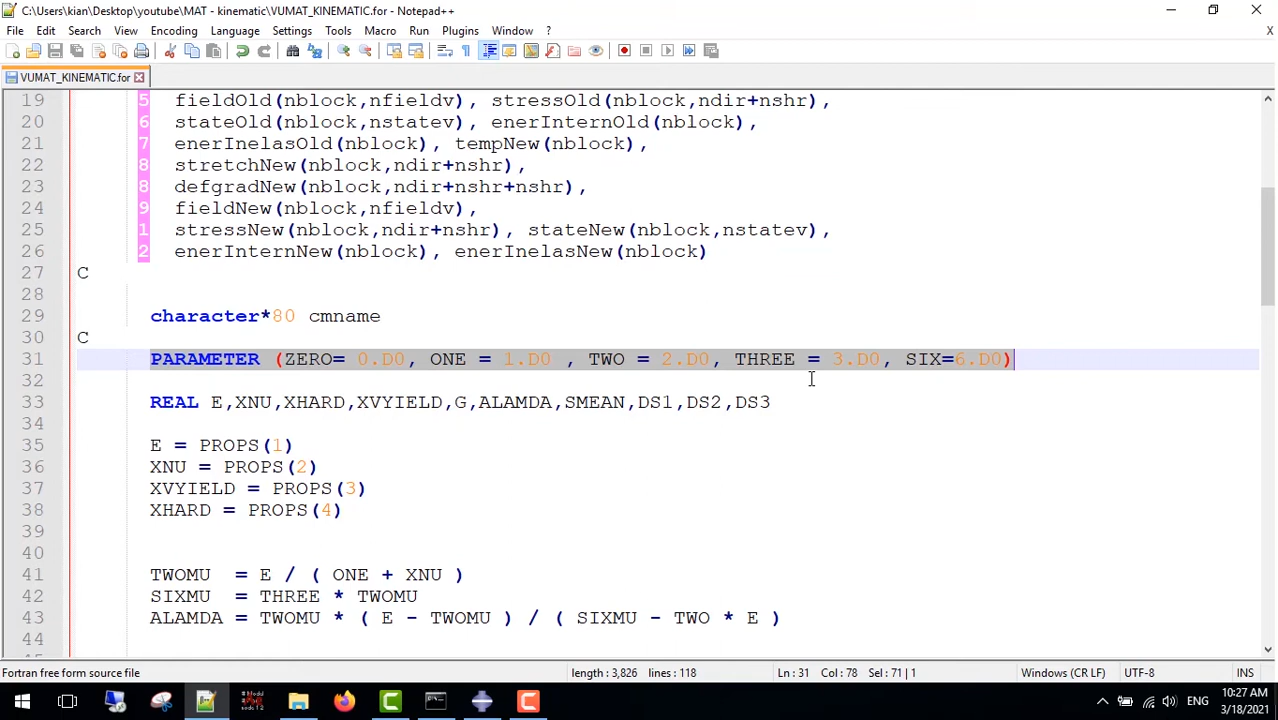 C:\Users\kian\Desktop\youtube\MAT - kinematic\VUMAT_KINEMATIC.for - Notepad++
File Edit Search View Encoding Language Settings Tools Macro Run Plugins Window ? X
VUMAT_KINEMATIC.for
19 5 fieldOld(nblock,nfieldv), stressOld(nblock,ndir+nshr),
20 6 stateOld(nblock,nstatev), enerInternOld(nblock),
21 7 enerInelasOld(nblock), tempNew(nblock),
22 8 stretchNew(nblock,ndir+nshr),
23 8 defgradNew(nblock,ndir+nshr+nshr),
24 9 fieldNew(nblock,nfieldv),
25 1 stressNew(nblock,ndir+nshr), stateNew(nblock,nstatev),
26 2 enerInternNew(nblock), enerInelasNew(nblock)
27 C
28
29 character*80 cmname
30 C
31 PARAMETER (ZERO= 0.D0, ONE = 1.D0 , TWO = 2.D0, THREE = 3.D0, SIX=6.D0)
32
33 REAL E,XNU,XHARD,XVYIELD,G,ALAMDA,SMEAN,DS1,DS2,DS3
34
35 E = PROPS(1)
36 XNU = PROPS(2)
37 XVYIELD = PROPS(3)
38 XHARD = PROPS(4)
39
40
41 TWOMU = E / ( ONE + XNU )
42 SIXMU = THREE * TWOMU
43 ALAMDA = TWOMU * ( E - TWOMU ) / ( SIXMU - TWO * E )
44
Fortran free form source file length : 3,826 lines : 118 Ln : 31 Col : 78 Sel : 71 | 1 Windows (CR LF) UTF-8 INS
ENG 10:27 AM
3/18/2021